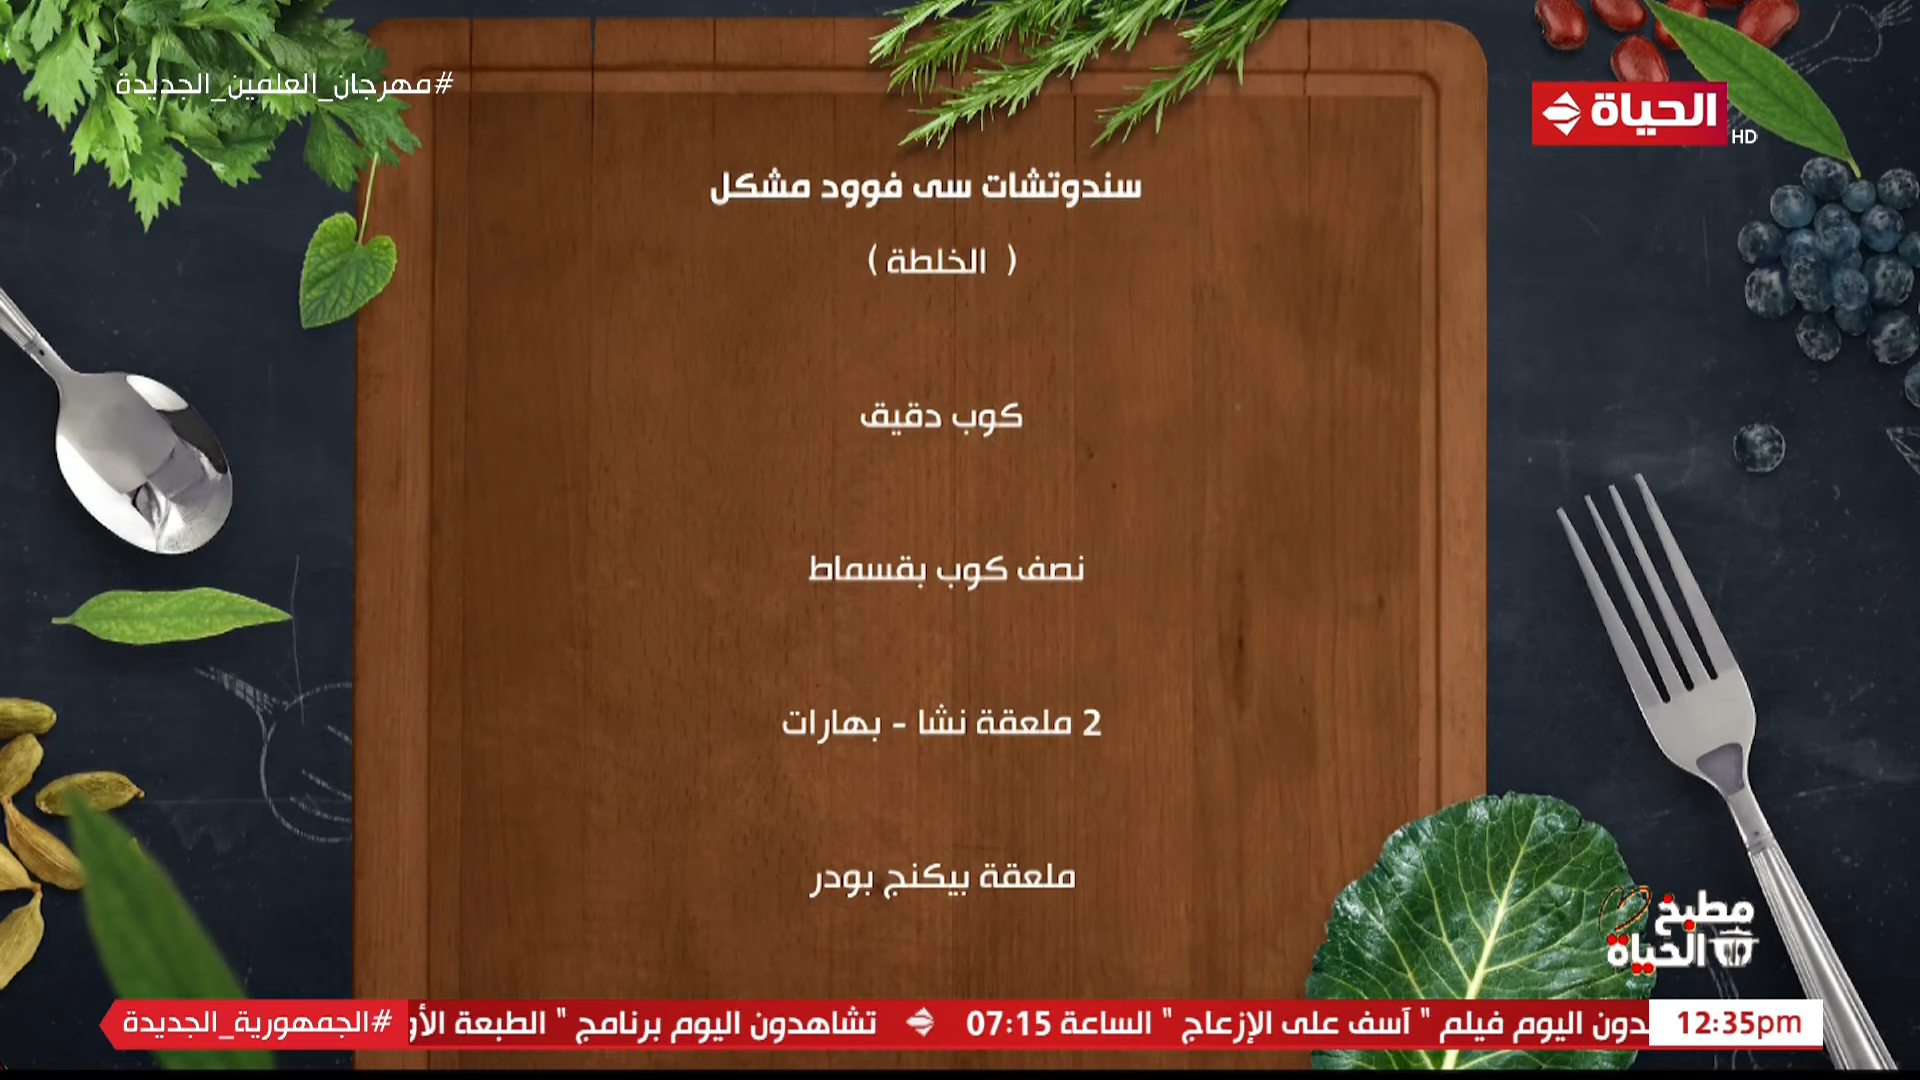 #مهرجان_العلمين_الجديدة
الحياة
HD
سندوتشات سى فوود مشكل
( الخلطة )
كوب دقيق
نصف كوب بقسماط
2 ملعقة نشا - بهارات
ملعقة بيكنج بودر
مطبخ
الحياة
12:35pm
دون اليوم فيلم " آسف على الإزعاج " الساعة 07:15 تشاهدون اليوم برنامج " الطبعة الأو
#الجمهورية_الجديدة